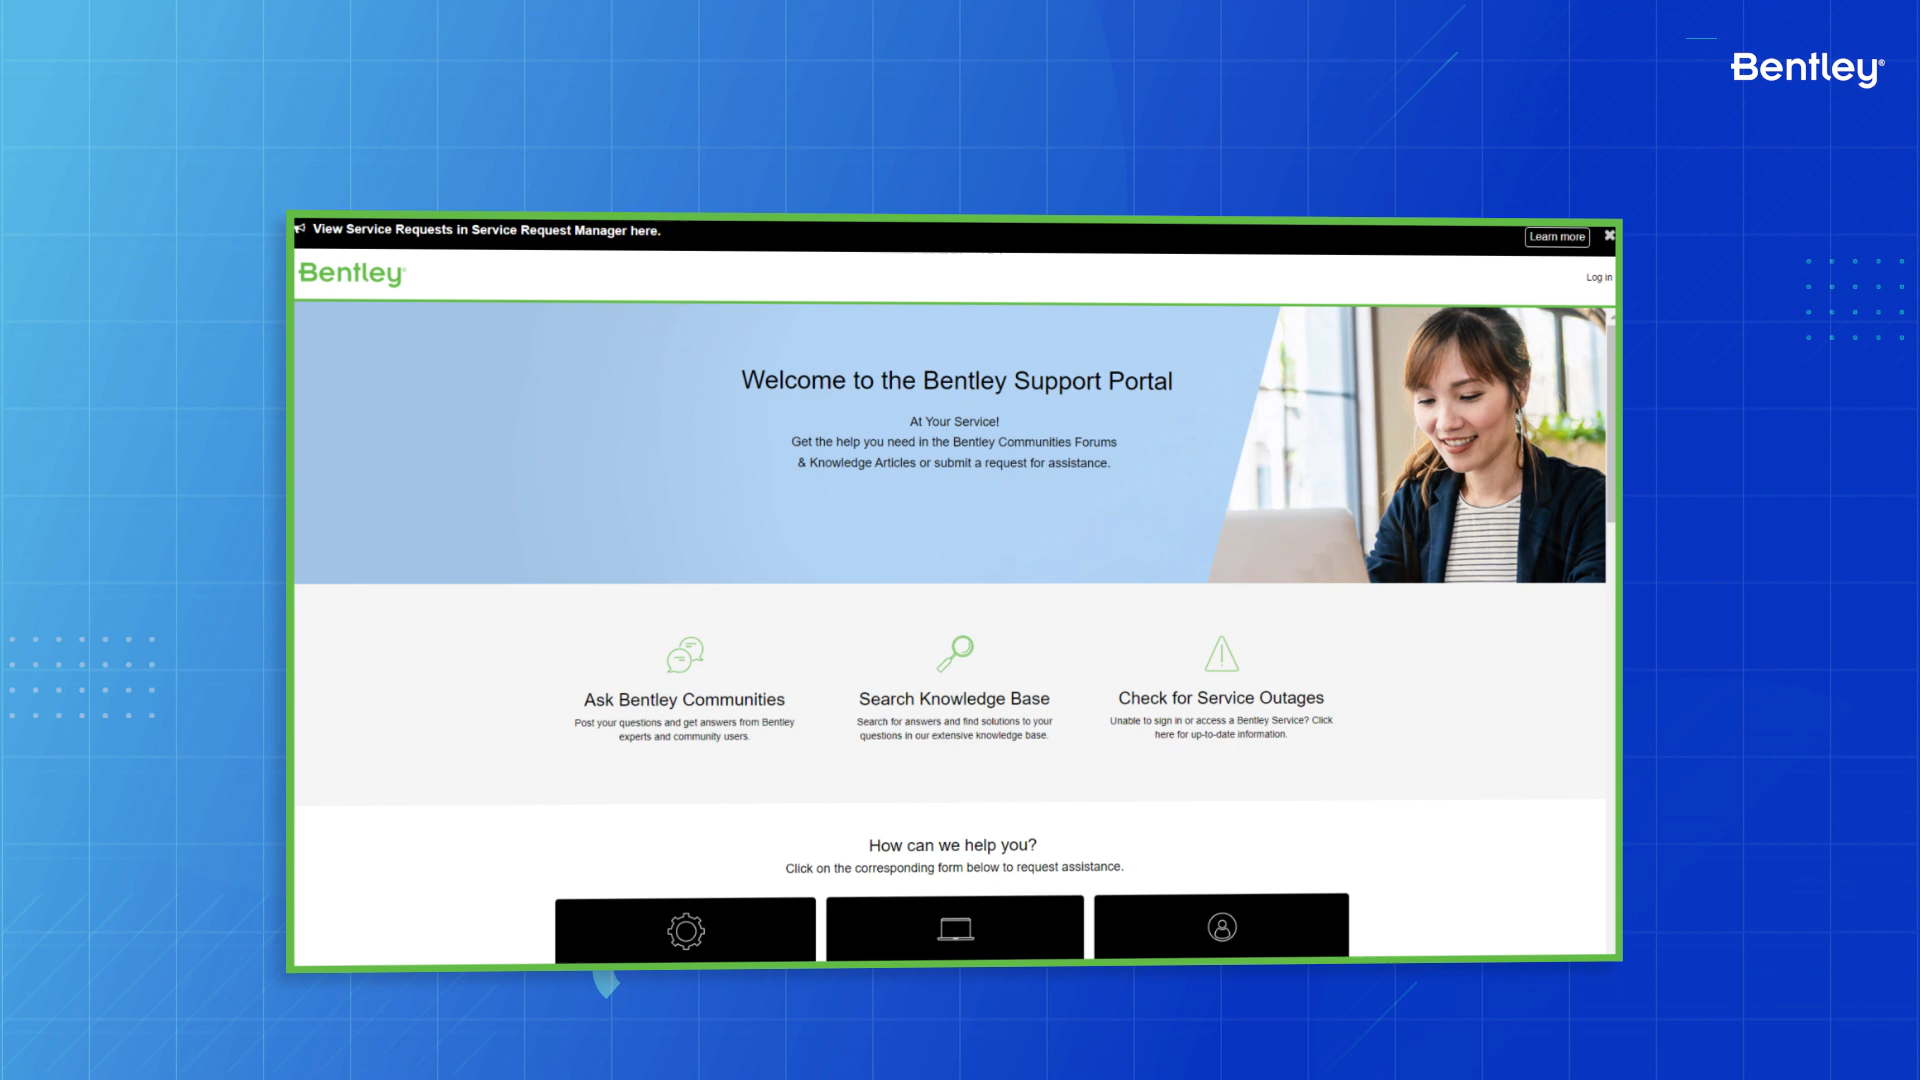 Bentley®
View Service Requests in Service Request Manager here.
Learn more
Bentley®
Log in
Welcome to the Bentley Support Portal
At Your Service!
Get the help you need in the Bentley Communities Forums
& Knowledge Articles or submit a request for assistance.
Ask Bentley Communities
Post your questions and get answers from Bentley
experts and community users.
Search Knowledge Base
Search for answers and find solutions to your
questions in our extensive knowledge base.
Check for Service Outages
Unable to sign in or access a Bentley Service? Click
here for up-to-date information.
How can we help you?
Click on the corresponding form below to request assistance.